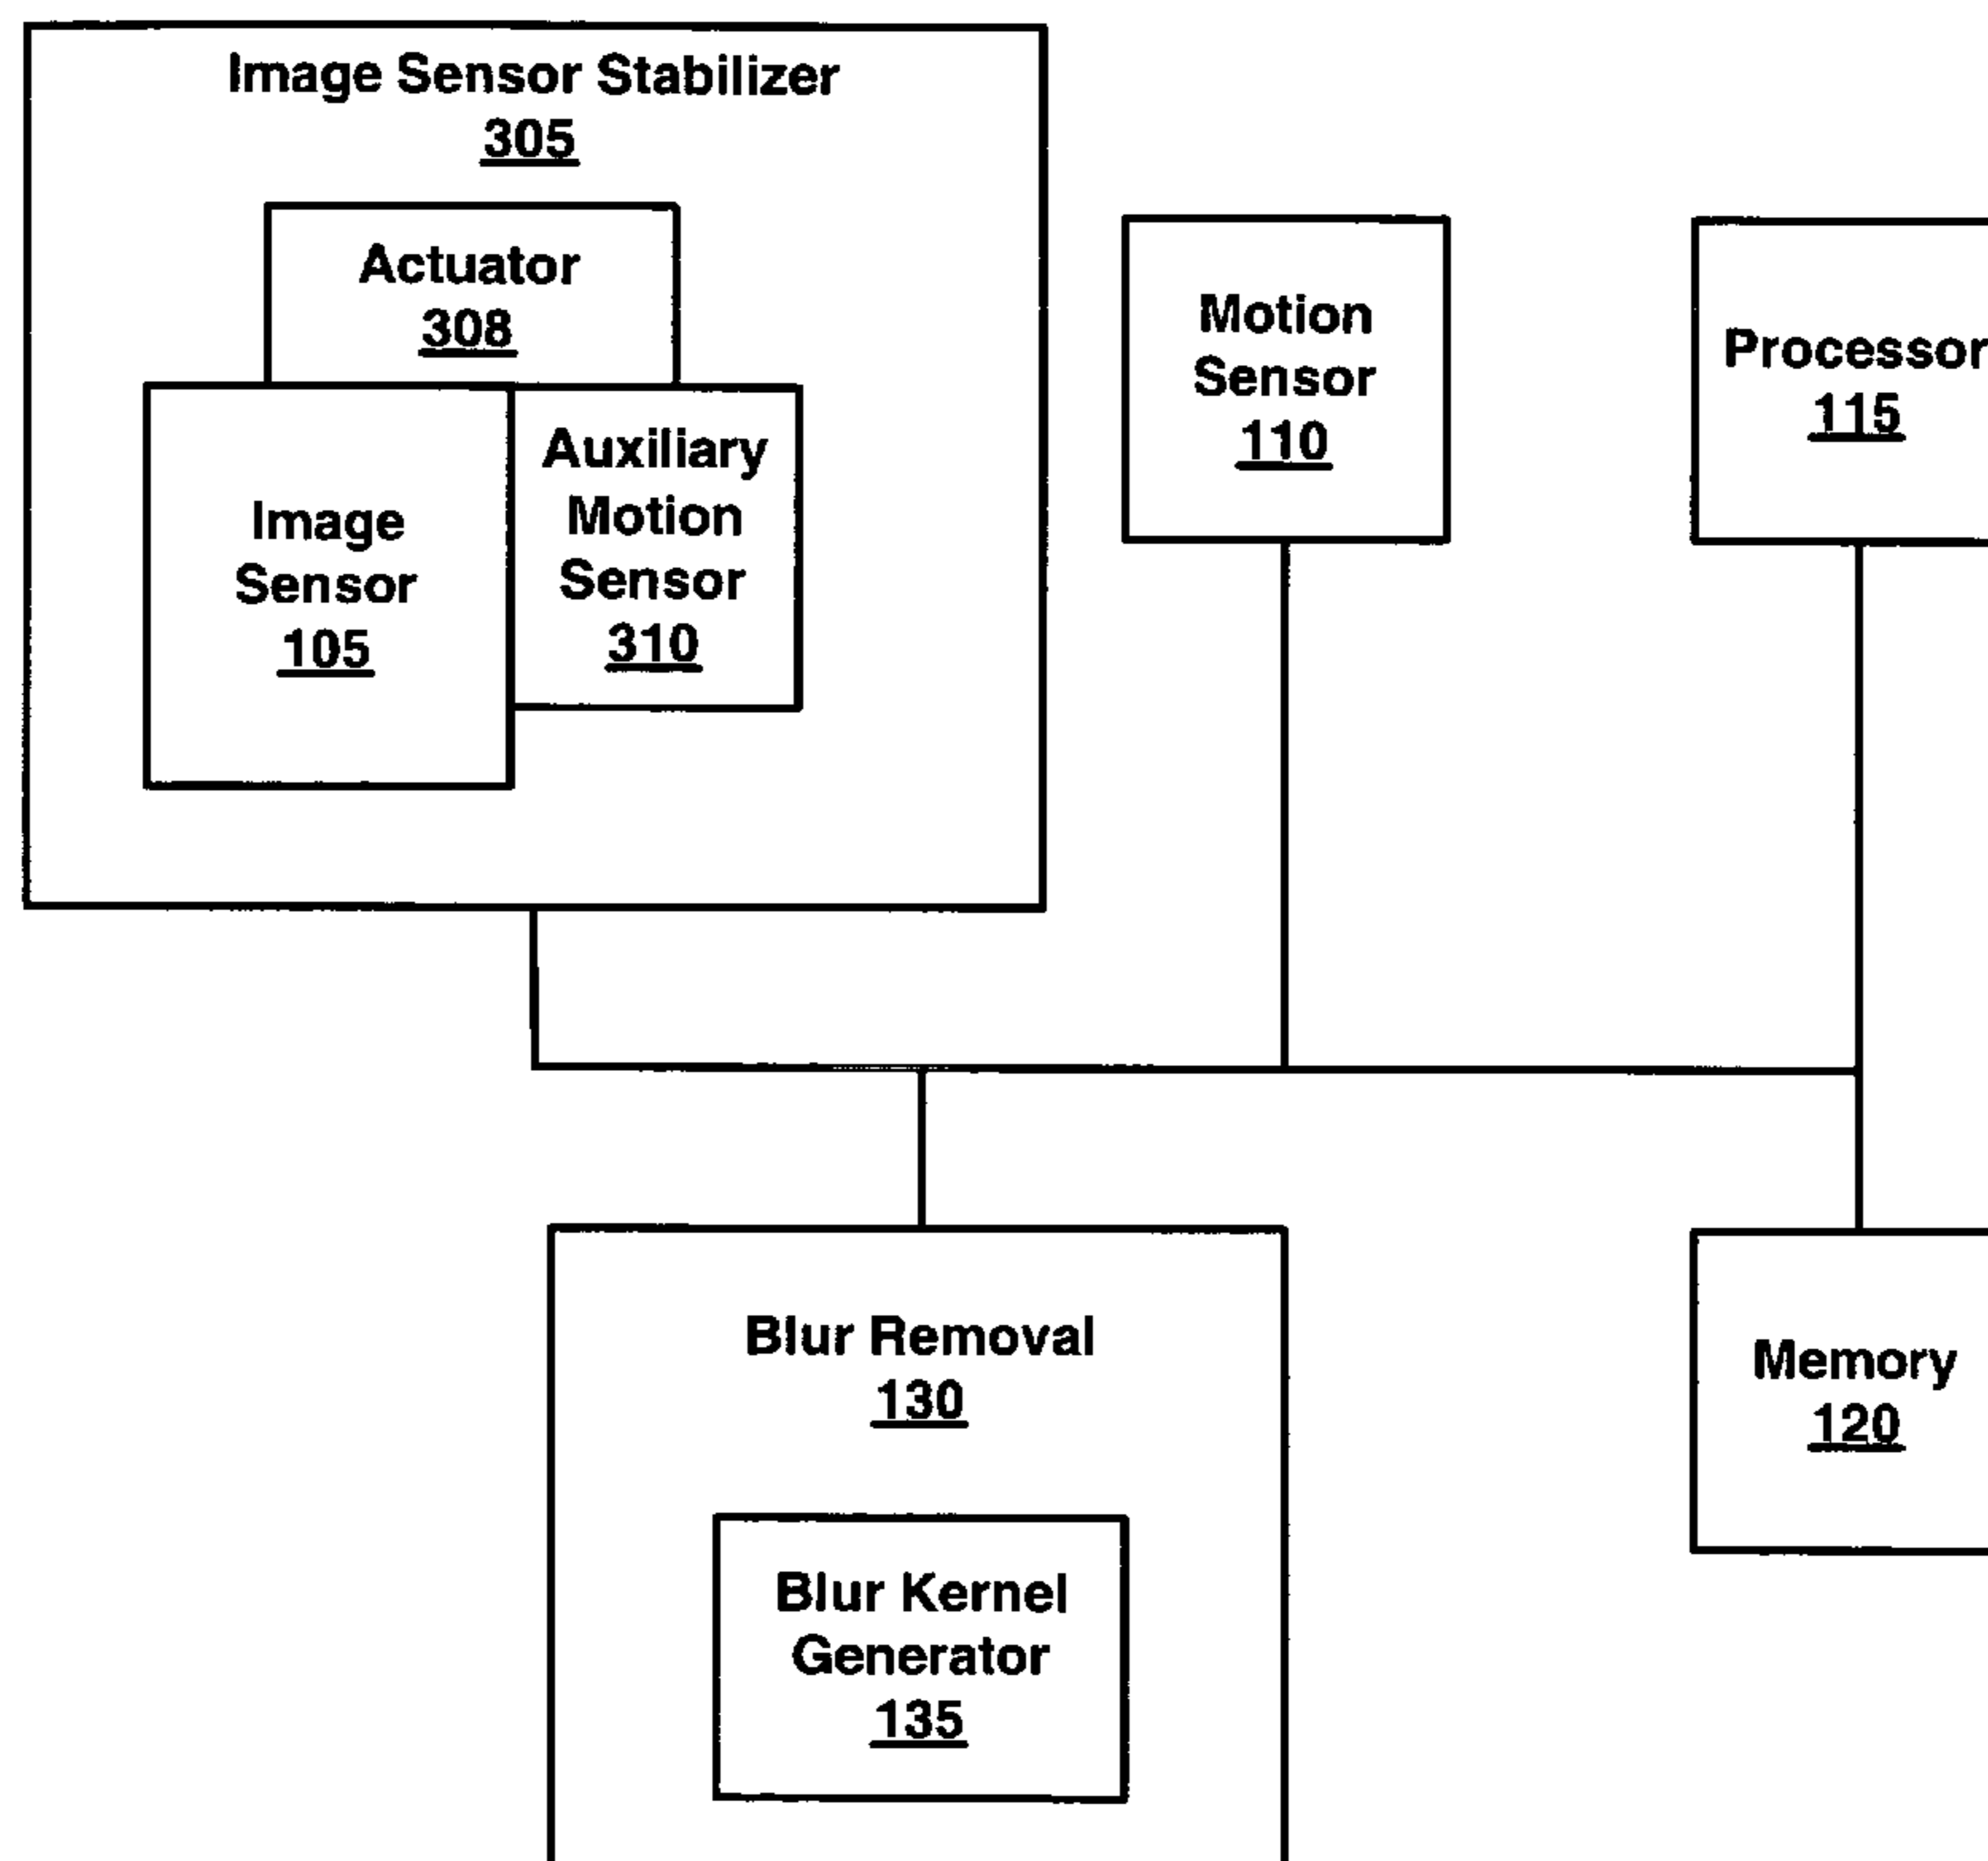 Image Sensor Stabilizer
305
Actuator
308
Image
Sensor
105
Auxiliary
Motion
Sensor
310
Motion
Sensor
110
Processor
115
Blur Removal
130
Blur Kernel
Generator
135
Memory
120